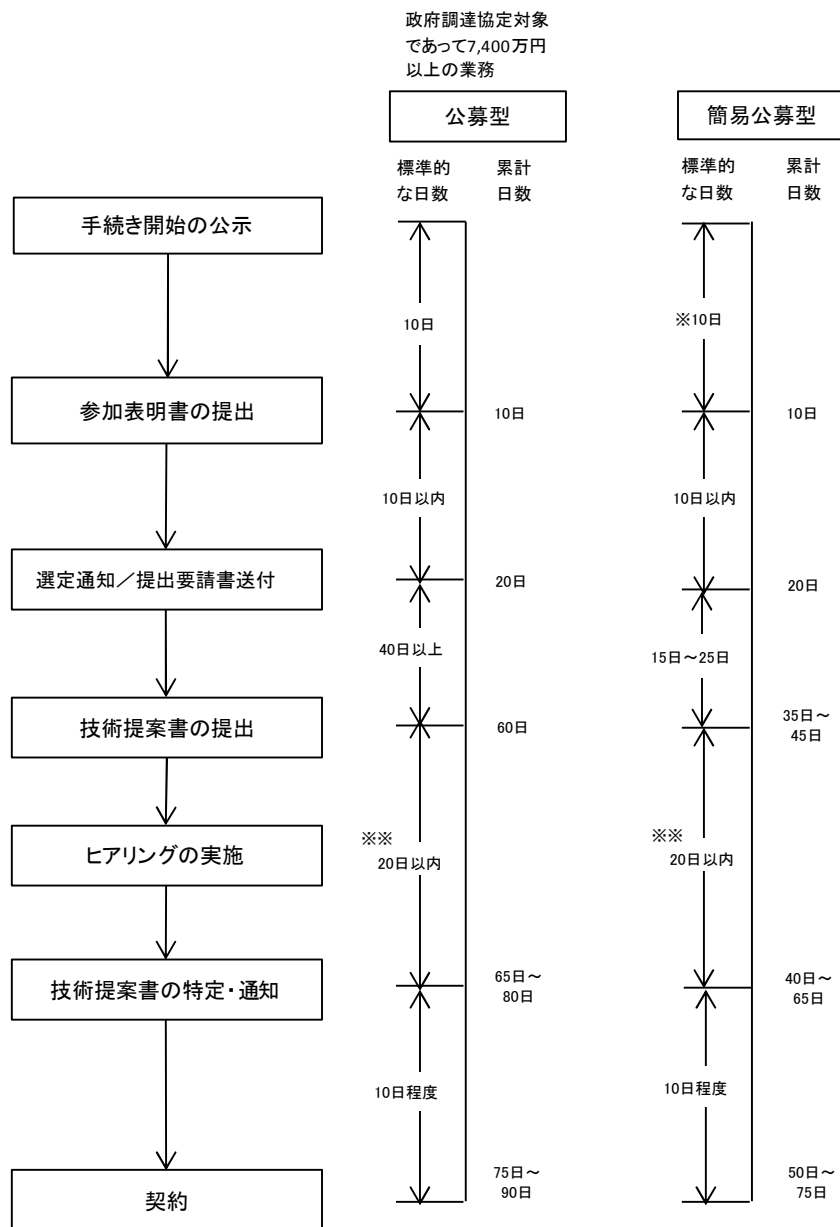 政府調達協定対象
であって7,400万円
以上の業務
公募型
簡易公募型
標準的
な日数
累計
日数
標準的
な日数
累計
日数
手続き開始の公示
10日
※10日
参加表明書の提出
10日
10日
10日以内
10日以内
選定通知／提出要請書送付
20日
20日
40日以上
15日～25日
技術提案書の提出
60日
35日～
45日
ヒアリングの実施
※※
20日以内
※※
20日以内
技術提案書の特定・通知
65日～
80日
40日～
65日
10日程度
10日程度
契約
75日～
90日
50日～
75日